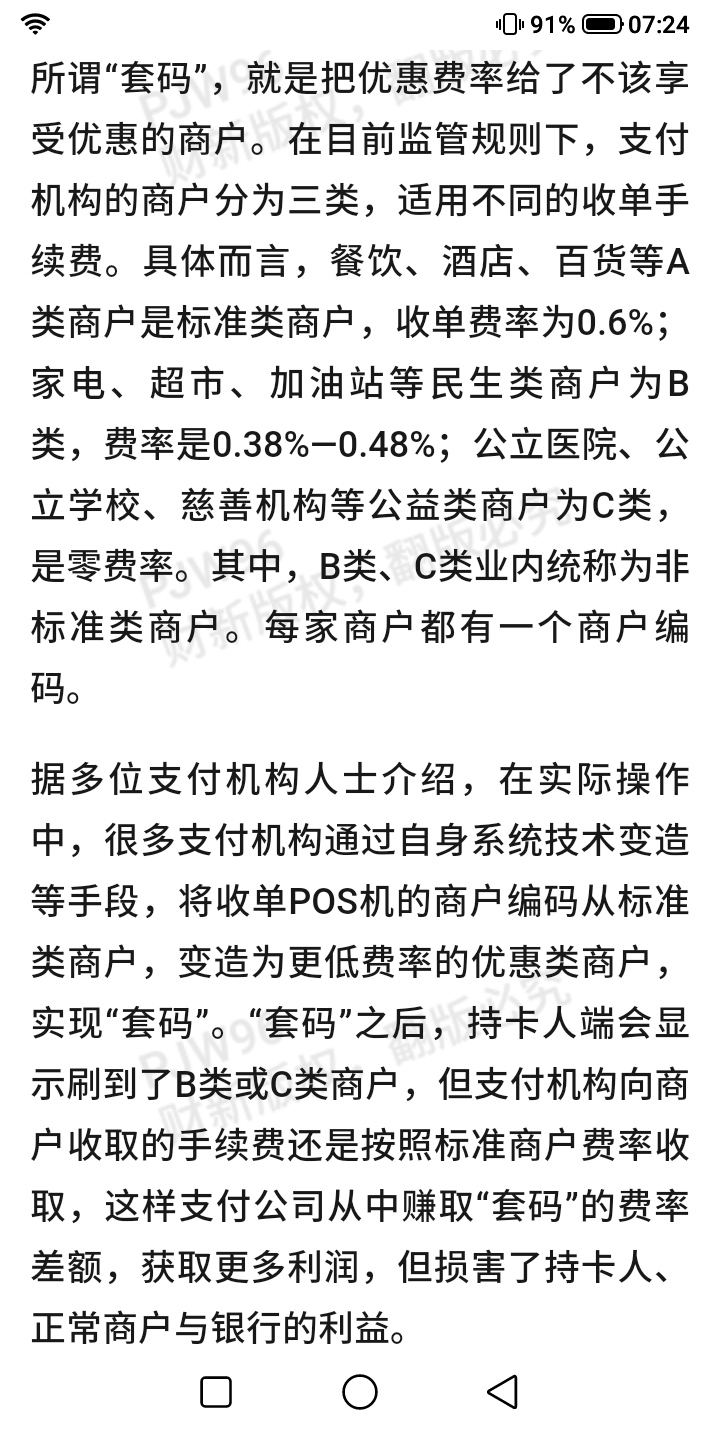 91% 07:24
所谓“套码”，就是把优惠费率给了不该享
受优惠的商户。在目前监管规则下，支付
机构的商户分为三类，适用不同的收单手
续费。具体而言，餐饮、酒店、百货等A
类商户是标准类商户，收单费率为0.6%；
家电、超市、加油站等民生类商户为B
类，费率是0.38%—0.48%；公立医院、公
立学校、慈善机构等公益类商户为C类，
是零费率。其中，B类、C类业内统称为非
标准类商户。每家商户都有一个商户编
码。
据多位支付机构人士介绍，在实际操作
中，很多支付机构通过自身系统技术变造
等手段，将收单POS机的商户编码从标准
类商户，变造为更低费率的优惠类商户，
实现“套码”。“套码”之后，持卡人端会显
示刷到了B类或C类商户，但支付机构向商
户收取的手续费还是按照标准商户费率收
取，这样支付公司从中赚取“套码”的费率
差额，获取更多利润，但损害了持卡人、
正常商户与银行的利益。
PJW96
财新版权，翻版必究
PJW96
财新版权，翻版必究
PJW96
财新版权，翻版必究